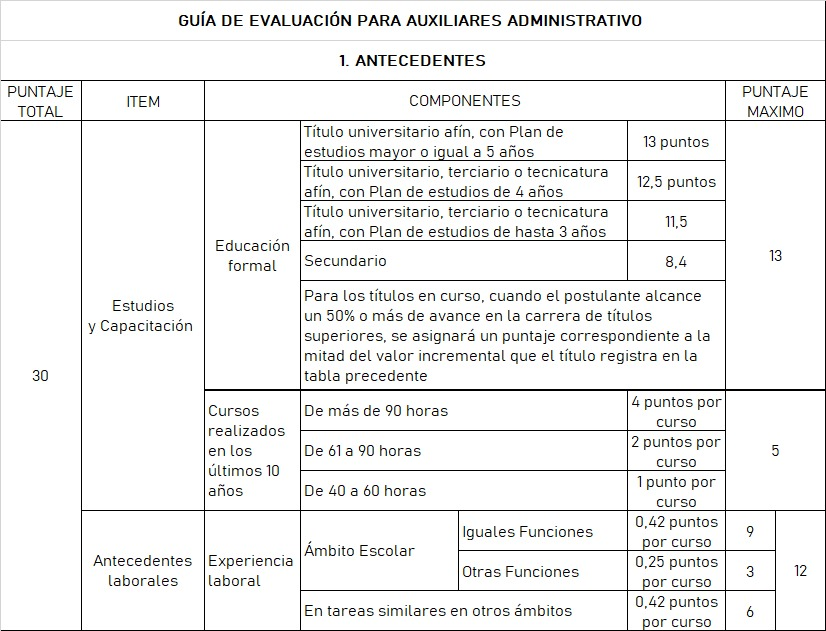 GUÍA DE EVALUACIÓN PARA AUXILIARES ADMINISTRATIVO
1. ANTECEDENTES
PUNTAJE
TOTAL
ITEM
COMPONENTES
PUNTAJE
MAXIMO
30
Estudios
y Capacitación
Educación
formal
Título universitario afín, con Plan de
estudios mayor o igual a 5 años
13 puntos
Título universitario, terciario o tecnicatura
afín, con Plan de estudios de 4 años
12,5 puntos
Título universitario, terciario o tecnicatura
afín, con Plan de estudios de hasta 3 años
11,5
Secundario
8,4
Para los títulos en curso, cuando el postulante alcance
un 50% o más de avance en la carrera de títulos
superiores, se asignará un puntaje correspondiente a la
mitad del valor incremental que el título registra en la
tabla precedente
13
Cursos
realizados
en los
últimos 10
años
De más de 90 horas
4 puntos por
curso
De 61 a 90 horas
2 puntos por
curso
De 40 a 60 horas
1 punto por
curso
5
Antecedentes
laborales
Experiencia
laboral
Ámbito Escolar
Iguales Funciones
0,42 puntos
por curso
9
Otras Funciones
0,25 puntos
por curso
3
En tareas similares en otros ámbitos
0,42 puntos
por curso
6
12